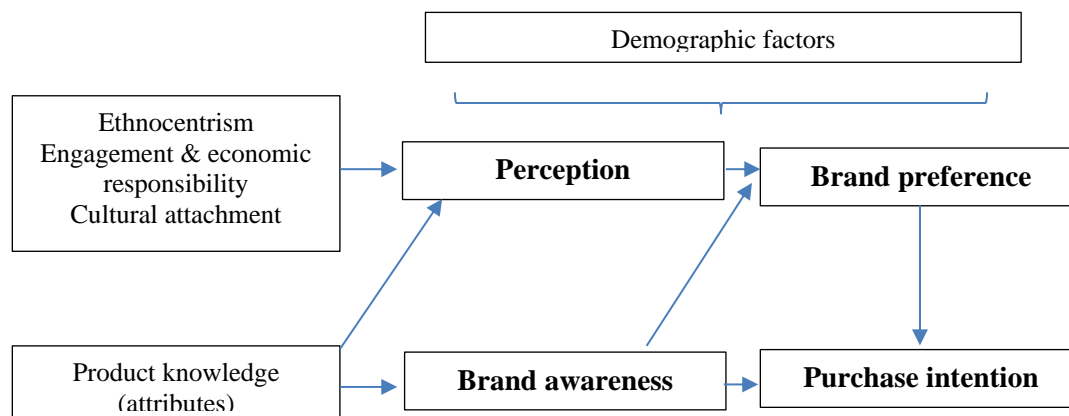 Demographic factors
Ethnocentrism
Engagement & economic
responsibility
Cultural attachment
Perception
Brand preference
Product knowledge
(attributes)
Brand awareness
Purchase intention